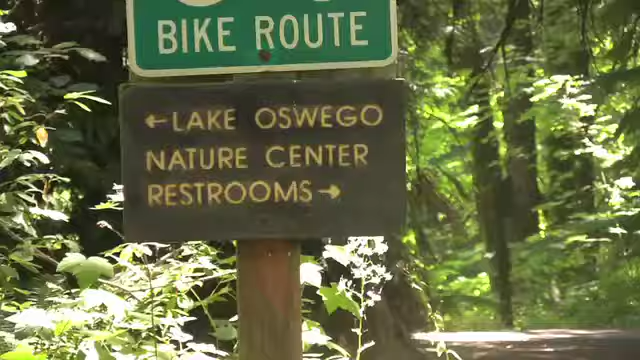 BIKE ROUTE
←LAKE OSWEGO
NATURE CENTER
RESTROOMS→